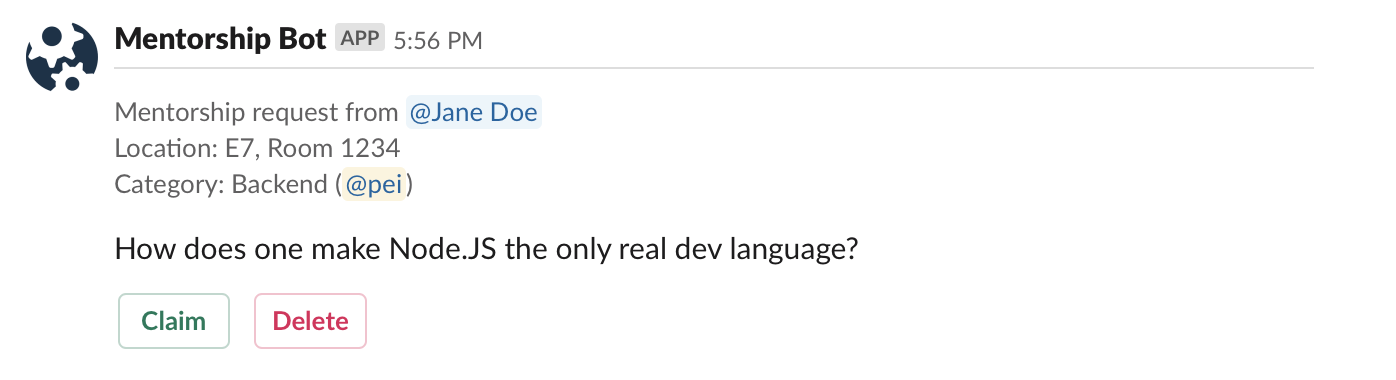 Mentorship Bot APP 5:56 PM
Mentorship request from @Jane Doe
Location: E7, Room 1234
Category: Backend (@pei)
How does one make Node.JS the only real dev language?
Claim Delete